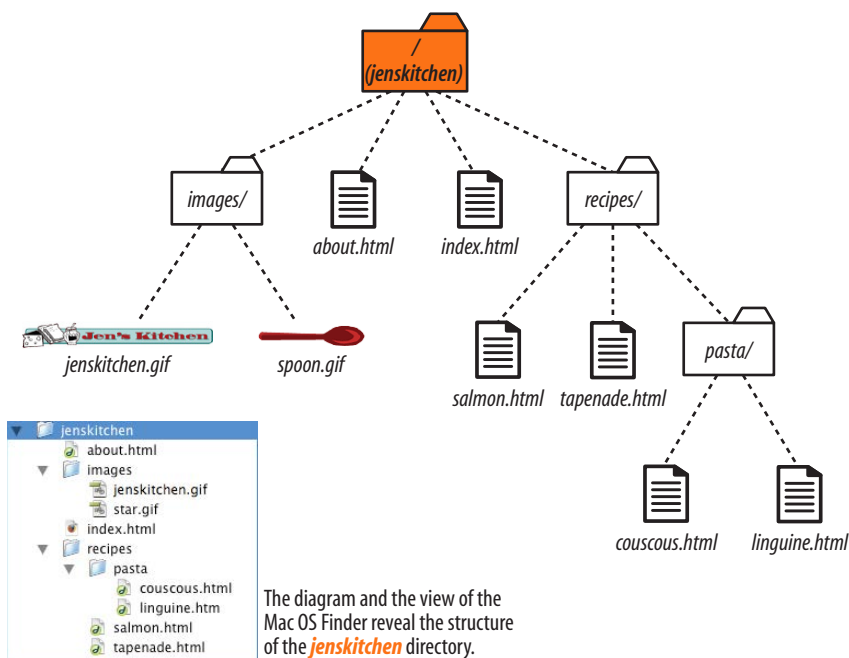 /
(jenskitchen)
images/
about.html
index.html
recipes/
Jen's Kitchen
jenskitchen.gif
spoon.gif
salmon.html
tapenade.html
pasta/
couscous.html
linguine.html
jenskitchen
about.html
images
jenskitchen.gif
star.gif
index.html
recipes
pasta
couscous.html
linguine.htm
salmon.html
tapenade.html
The diagram and the view of the
Mac OS Finder reveal the structure
of the jenskitchen directory.